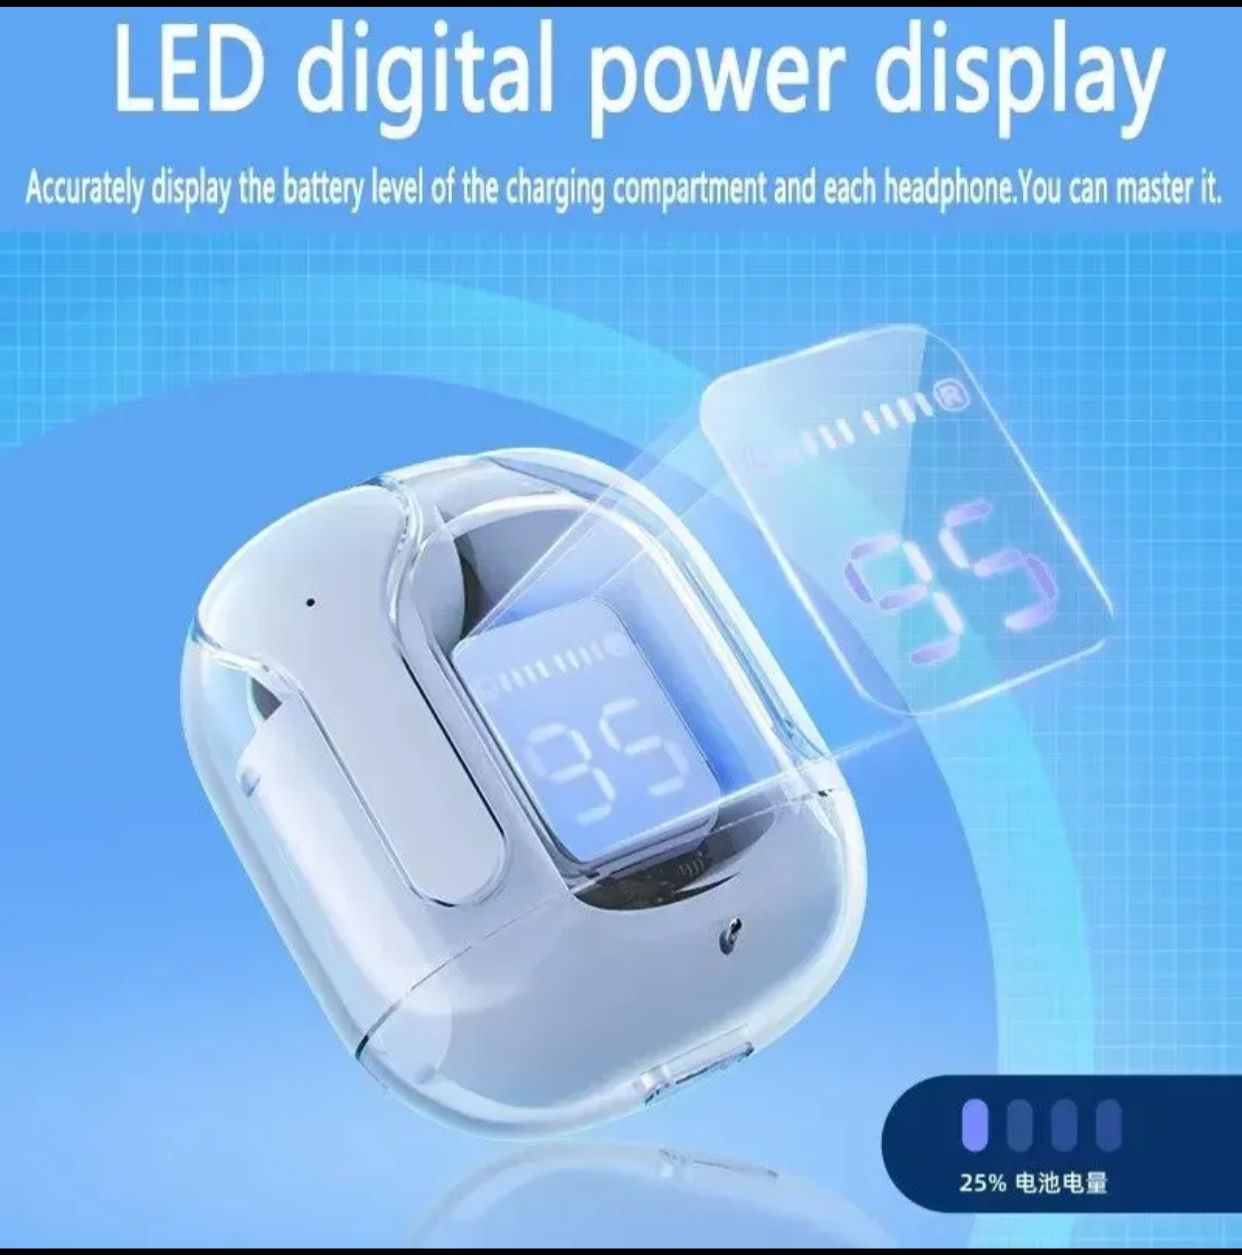 LED digital power display
Accurately display the battery level of the charging compartment and each headphone.You can master it.
R
95
95
25% 电池电量